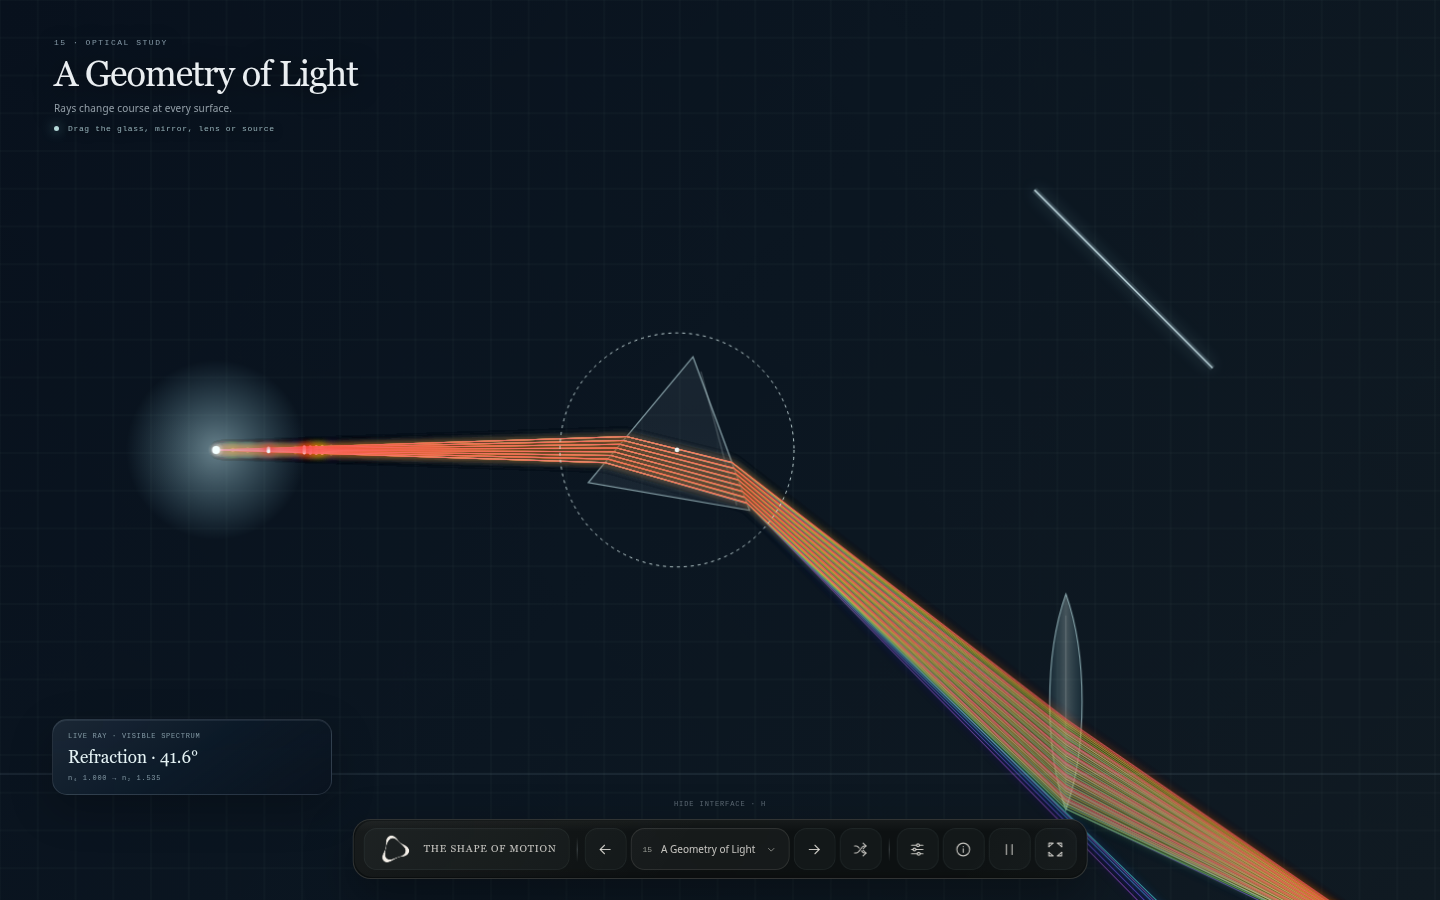 15 · OPTICAL STUDY
A Geometry of Light
Rays change course at every surface.
Drag the glass, mirror, lens or source
LIVE RAY · VISIBLE SPECTRUM
Refraction · 41.6°
n₁ 1.000 → n₂ 1.535
HIDE INTERFACE · H
THE SHAPE OF MOTION
15 A Geometry of Light